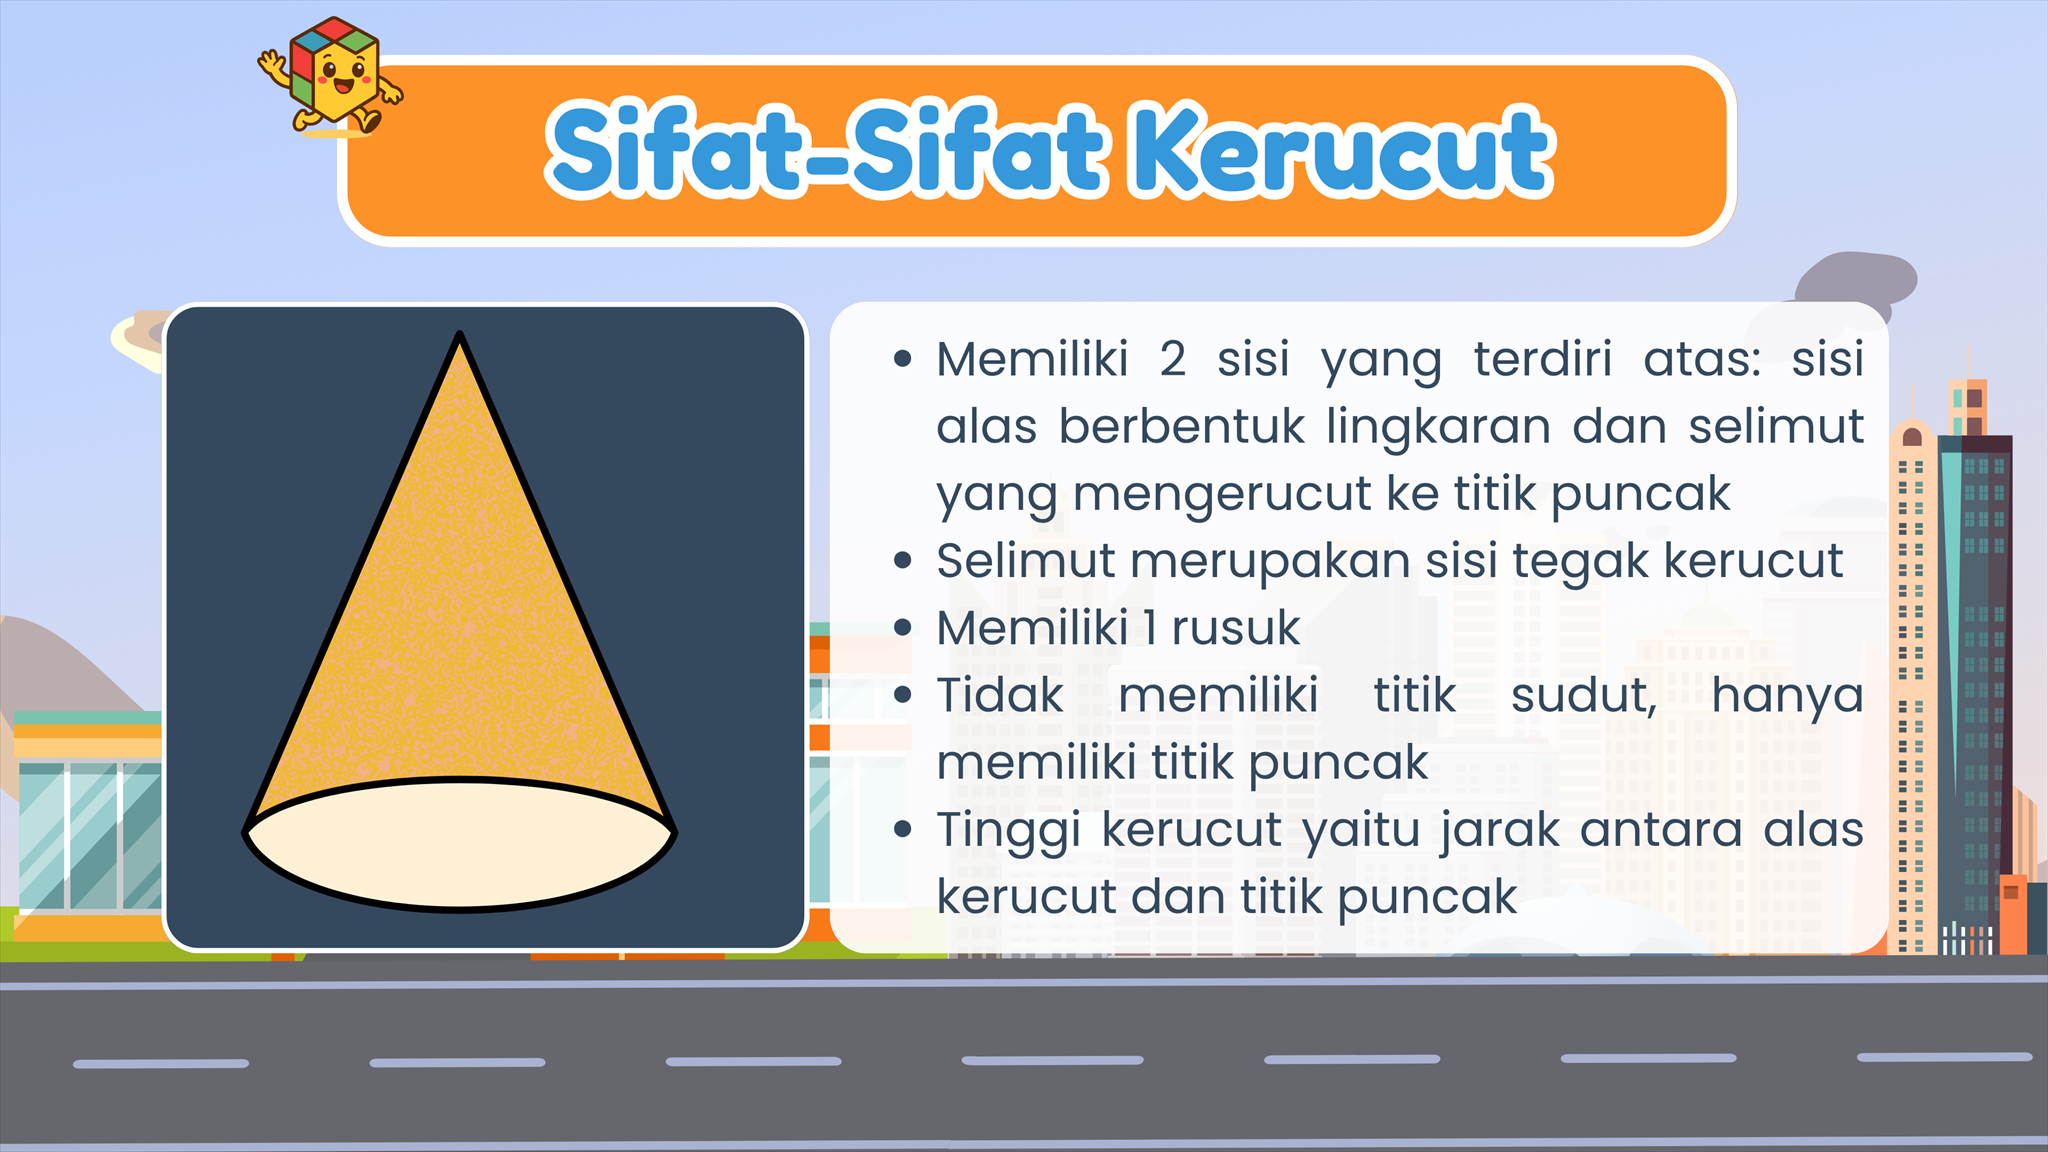 Sifat-Sifat Kerucut
• Memiliki 2 sisi yang terdiri atas: sisi
alas berbentuk lingkaran dan selimut
yang mengerucut ke titik puncak
• Selimut merupakan sisi tegak kerucut
• Memiliki 1 rusuk
• Tidak memiliki titik sudut, hanya
memiliki titik puncak
• Tinggi kerucut yaitu jarak antara alas
kerucut dan titik puncak